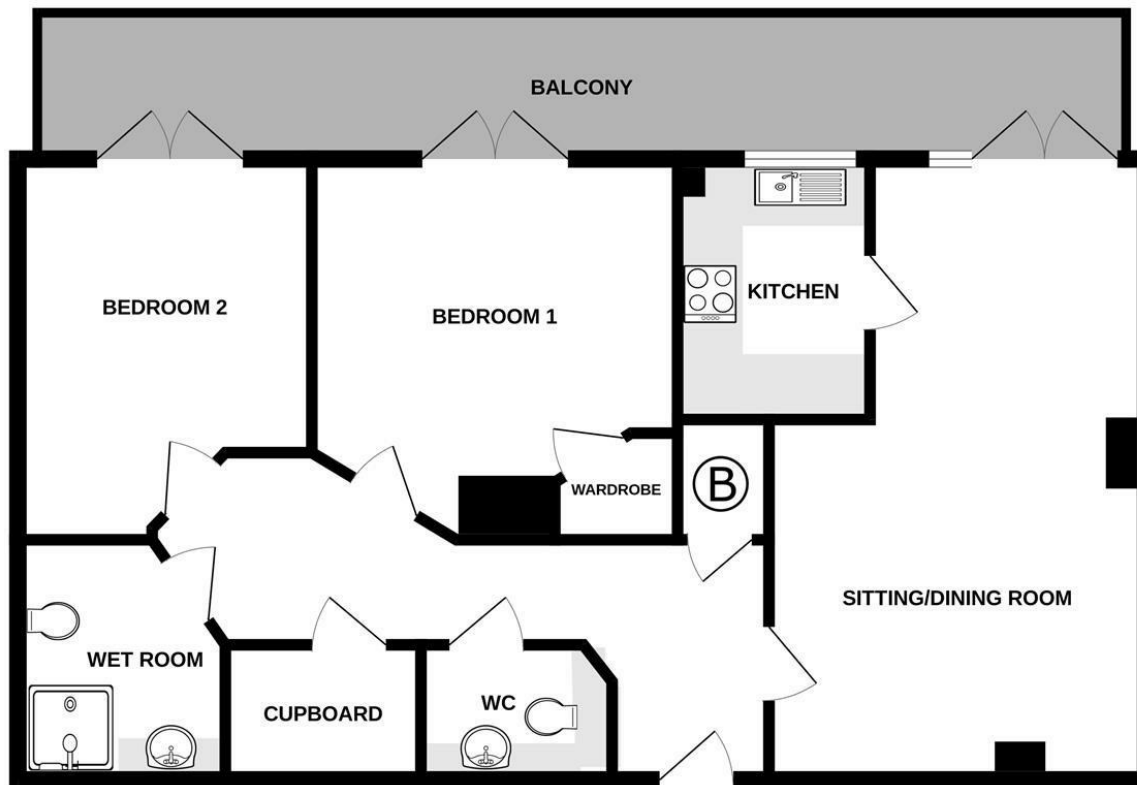 BALCONY
BEDROOM 2
BEDROOM 1
KITCHEN
WARDROBE
B
SITTING/DINING ROOM
WET ROOM
CUPBOARD
WC